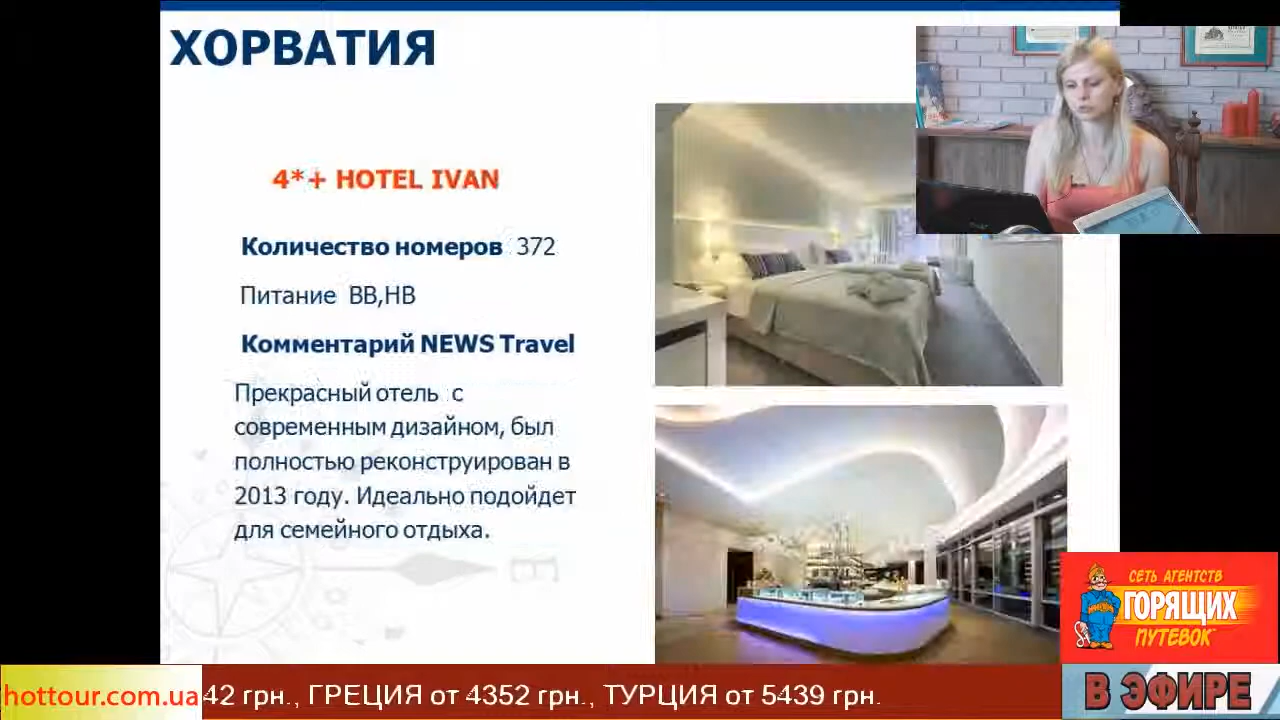 ХОРВАТИЯ
4*+ HOTEL IVAN
Количество номеров 372
Питание BB,HB
Комментарий NEWS Travel
Прекрасный отель с
современным дизайном, был
полностью реконструирован в
2013 году. Идеально подойдет
для семейного отдыха.
E
СЕТЬ АГЕНТСТВ
ГОРЯЩИХ
ПУТЕВОК
hottour.com.ua
42 грн., ГРЕЦИЯ от 4352 грн., ТУРЦИЯ от 5439 грн.
В ЭФИРЕ